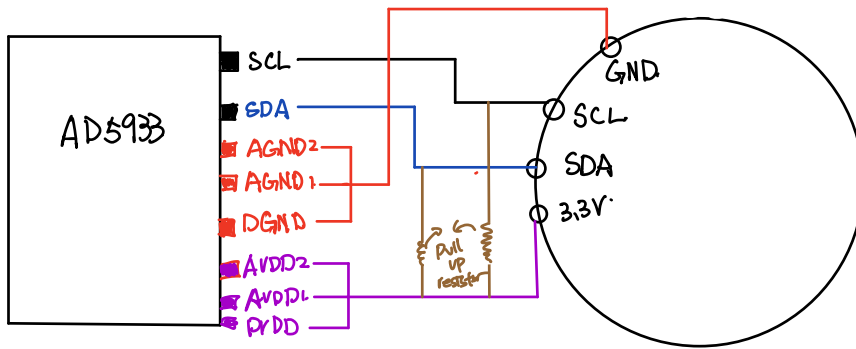 AD5933
SCL
SDA
AGND2
AGND1
DGND
AVDD2
AVDD1
DVDD
Pull
up
resistor
GND
SCL
SDA
3.3V